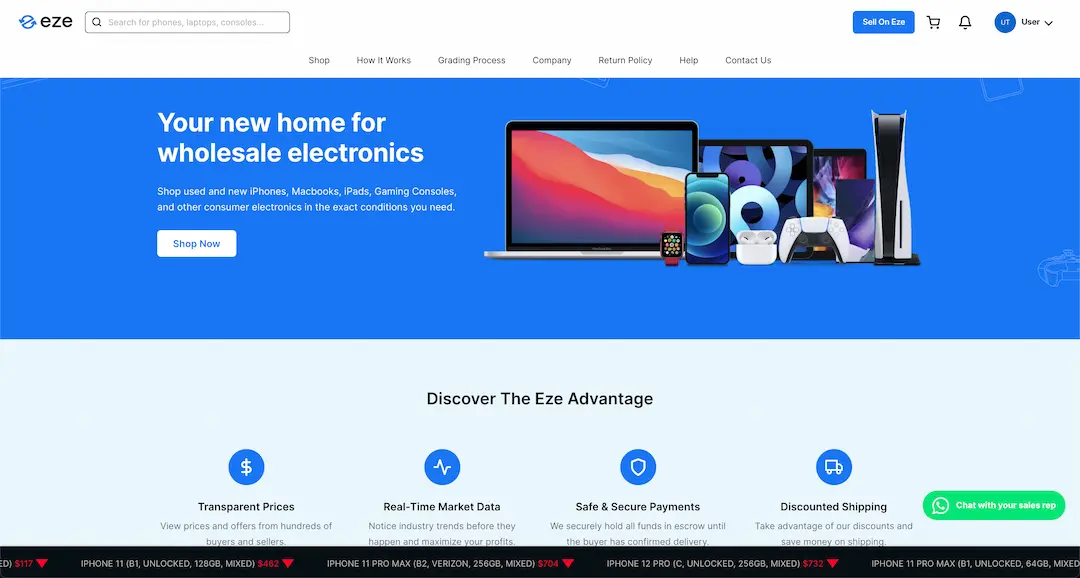 eze
Search for phones, laptops, consoles...
Sell On Eze
UT
User
Shop
How It Works
Grading Process
Company
Return Policy
Help
Contact Us
Your new home for
wholesale electronics
Shop used and new iPhones, Macbooks, iPads, Gaming Consoles,
and other consumer electronics in the exact conditions you need.
Shop Now
Discover The Eze Advantage
Transparent Prices
View prices and offers from hundreds of
buyers and sellers.
Real-Time Market Data
Notice industry trends before they
happen and maximize your profits.
Safe & Secure Payments
We securely hold all funds in escrow until
the buyer has confirmed delivery.
Discounted Shipping
Take advantage of our discounts and
save money on shipping.
Chat with your sales rep
ED) $117
IPHONE 11 (B1, UNLOCKED, 128GB, MIXED) $462
IPHONE 11 PRO MAX (B2, VERIZON, 256GB, MIXED) $704
IPHONE 12 PRO (C, UNLOCKED, 256GB, MIXED) $732
IPHONE 11 PRO MAX (B1, UNLOCKED, 64GB, MIXED